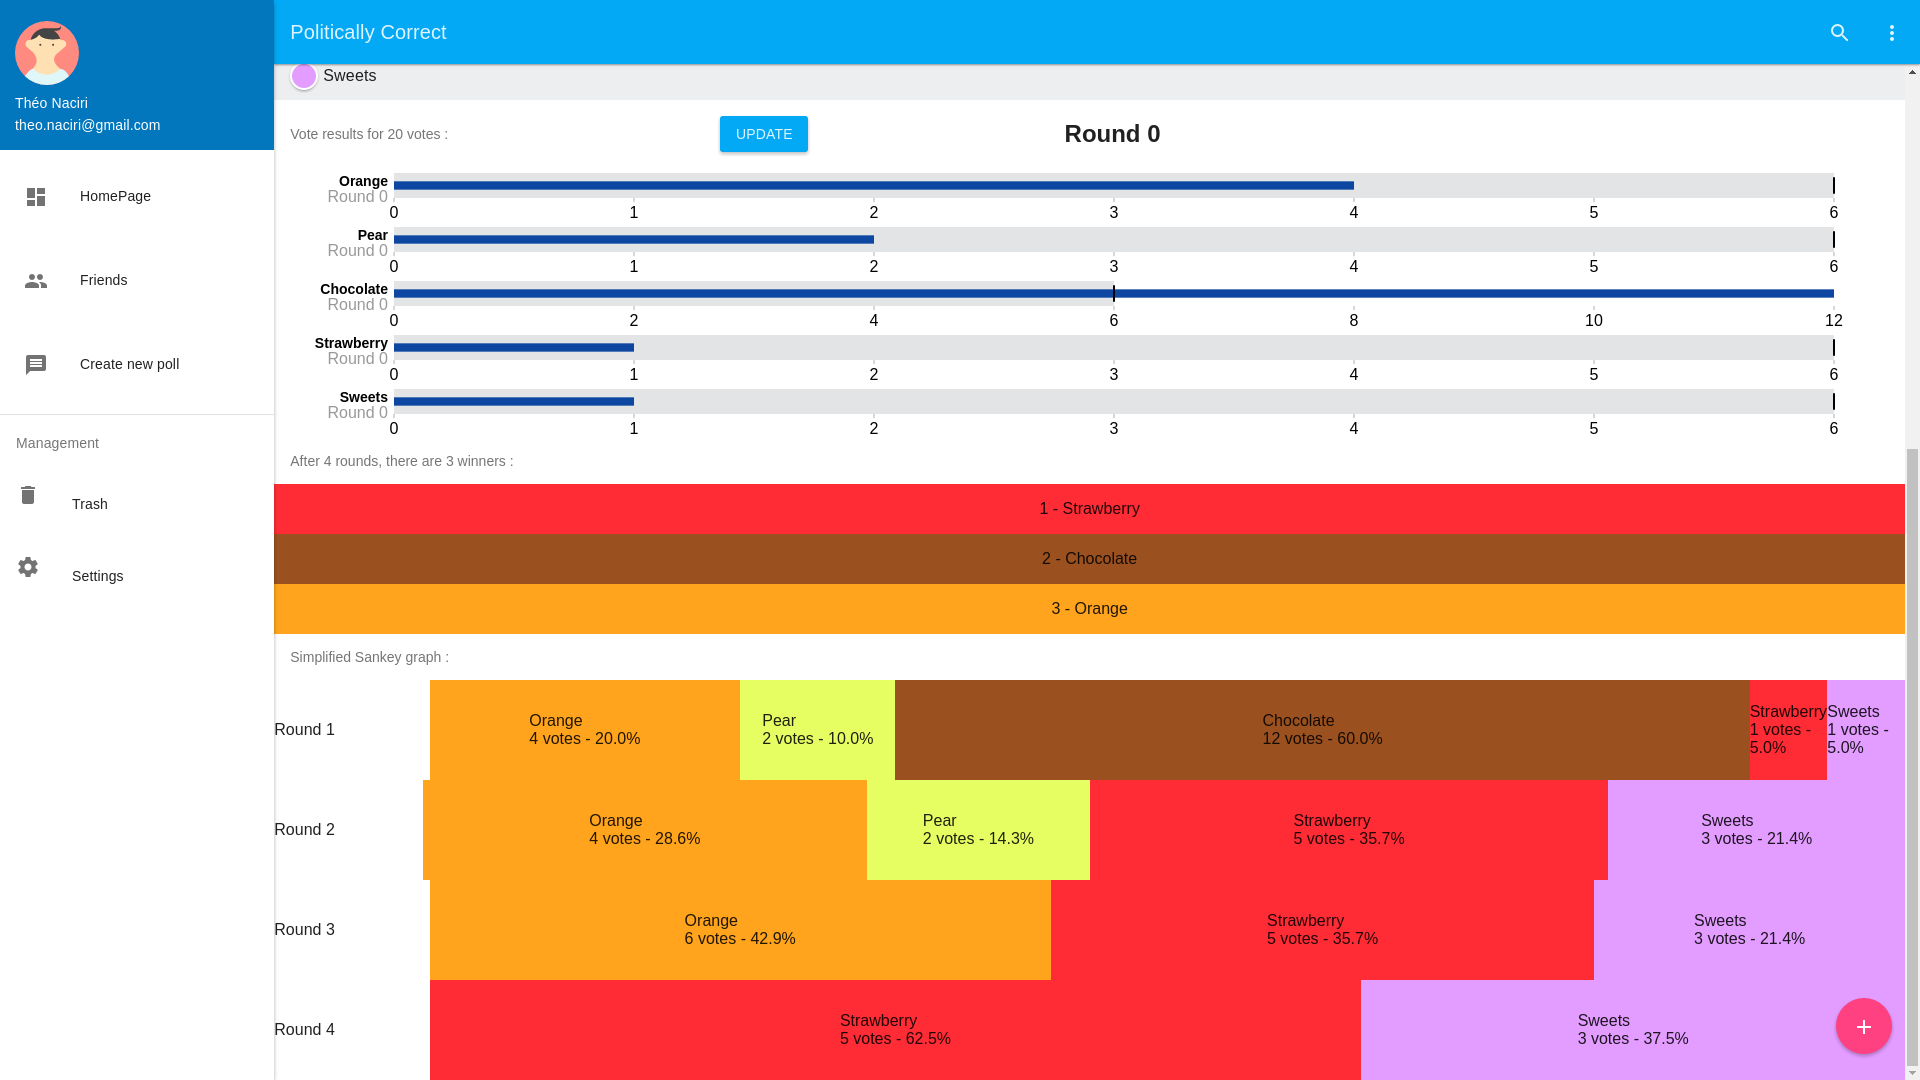 Politically Correct
Théo Naciri
theo.naciri@gmail.com
HomePage
Friends
Create new poll
Management
Trash
Settings
Sweets
Vote results for 20 votes :
UPDATE
Round 0
Orange
Round 0
0 1 2 3 4 5 6
Pear
Round 0
0 1 2 3 4 5 6
Chocolate
Round 0
0 2 4 6 8 10 12
Strawberry
Round 0
0 1 2 3 4 5 6
Sweets
Round 0
0 1 2 3 4 5 6
After 4 rounds, there are 3 winners :
1 - Strawberry
2 - Chocolate
3 - Orange
Simplified Sankey graph :
Round 1
Orange
4 votes - 20.0%
Pear
2 votes - 10.0%
Chocolate
12 votes - 60.0%
Strawberry
1 votes -
5.0%
Sweets
1 votes -
5.0%
Round 2
Orange
4 votes - 28.6%
Pear
2 votes - 14.3%
Strawberry
5 votes - 35.7%
Sweets
3 votes - 21.4%
Round 3
Orange
6 votes - 42.9%
Strawberry
5 votes - 35.7%
Sweets
3 votes - 21.4%
Round 4
Strawberry
5 votes - 62.5%
Sweets
3 votes - 37.5%